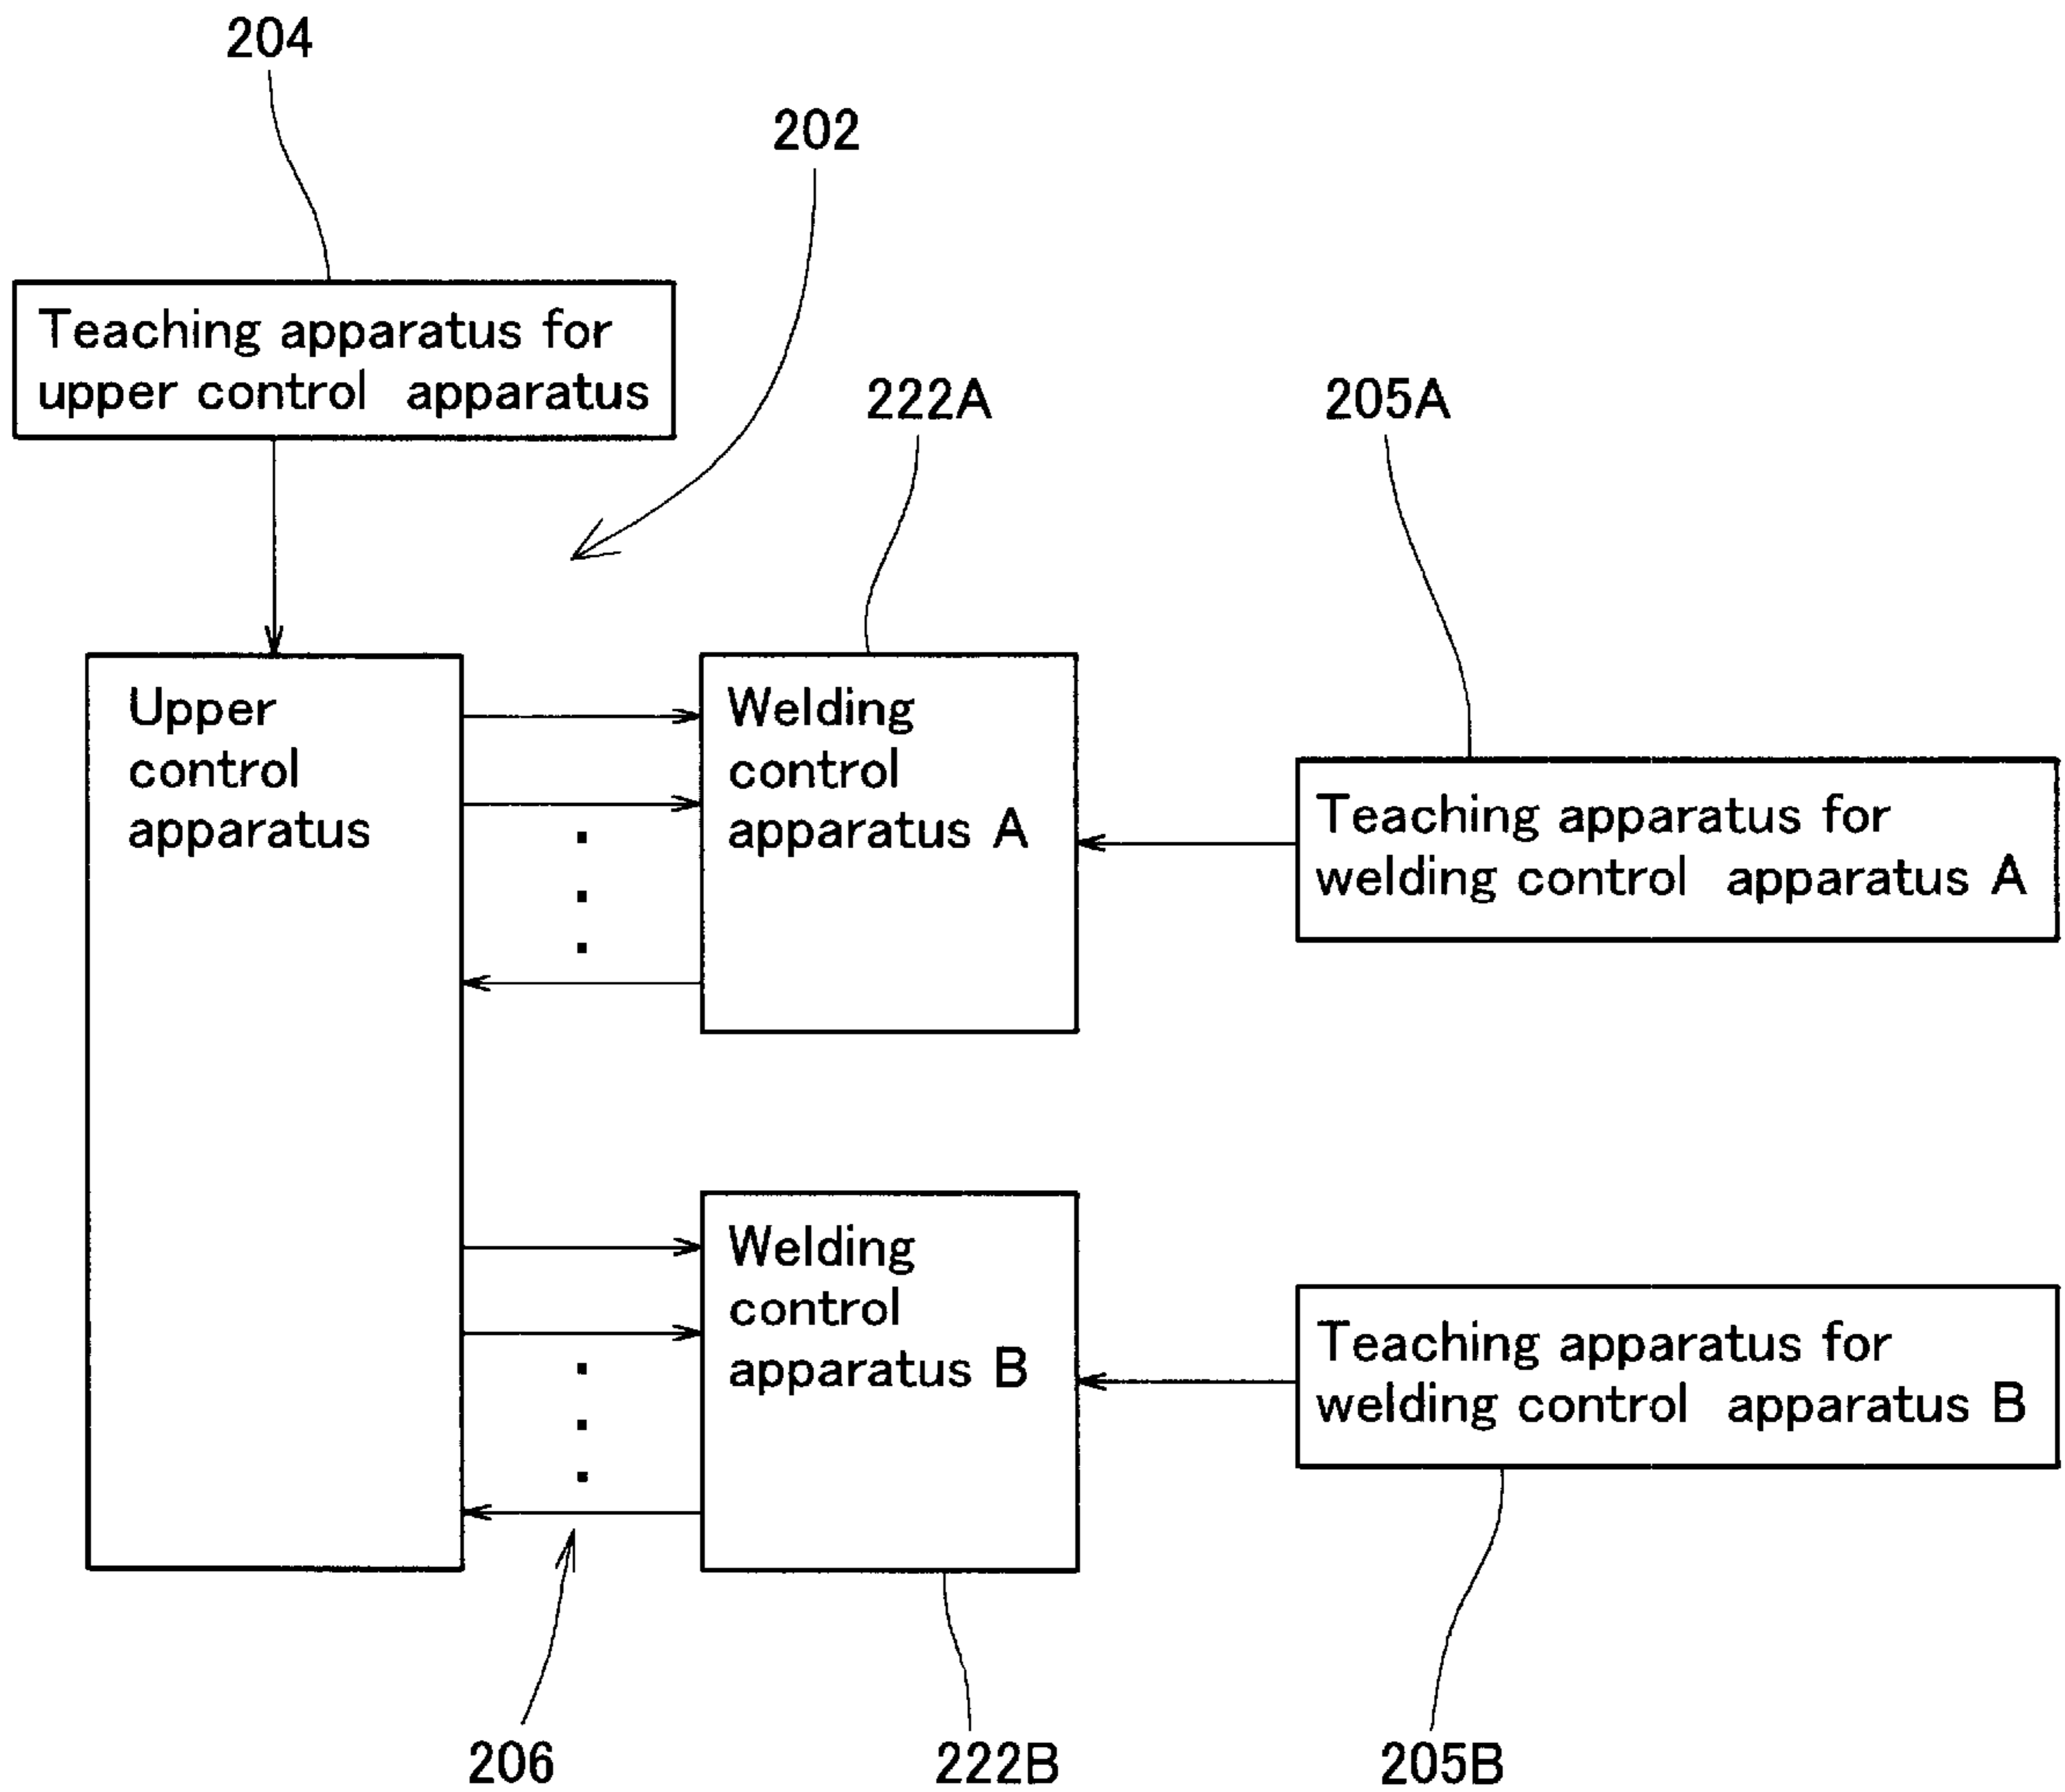 204
202
Teaching apparatus for
upper control apparatus
222A
205A
Upper
control
apparatus
Welding
control
apparatus A
Teaching apparatus for
welding control apparatus A
Welding
control
apparatus B
Teaching apparatus for
welding control apparatus B
206
222B
205B